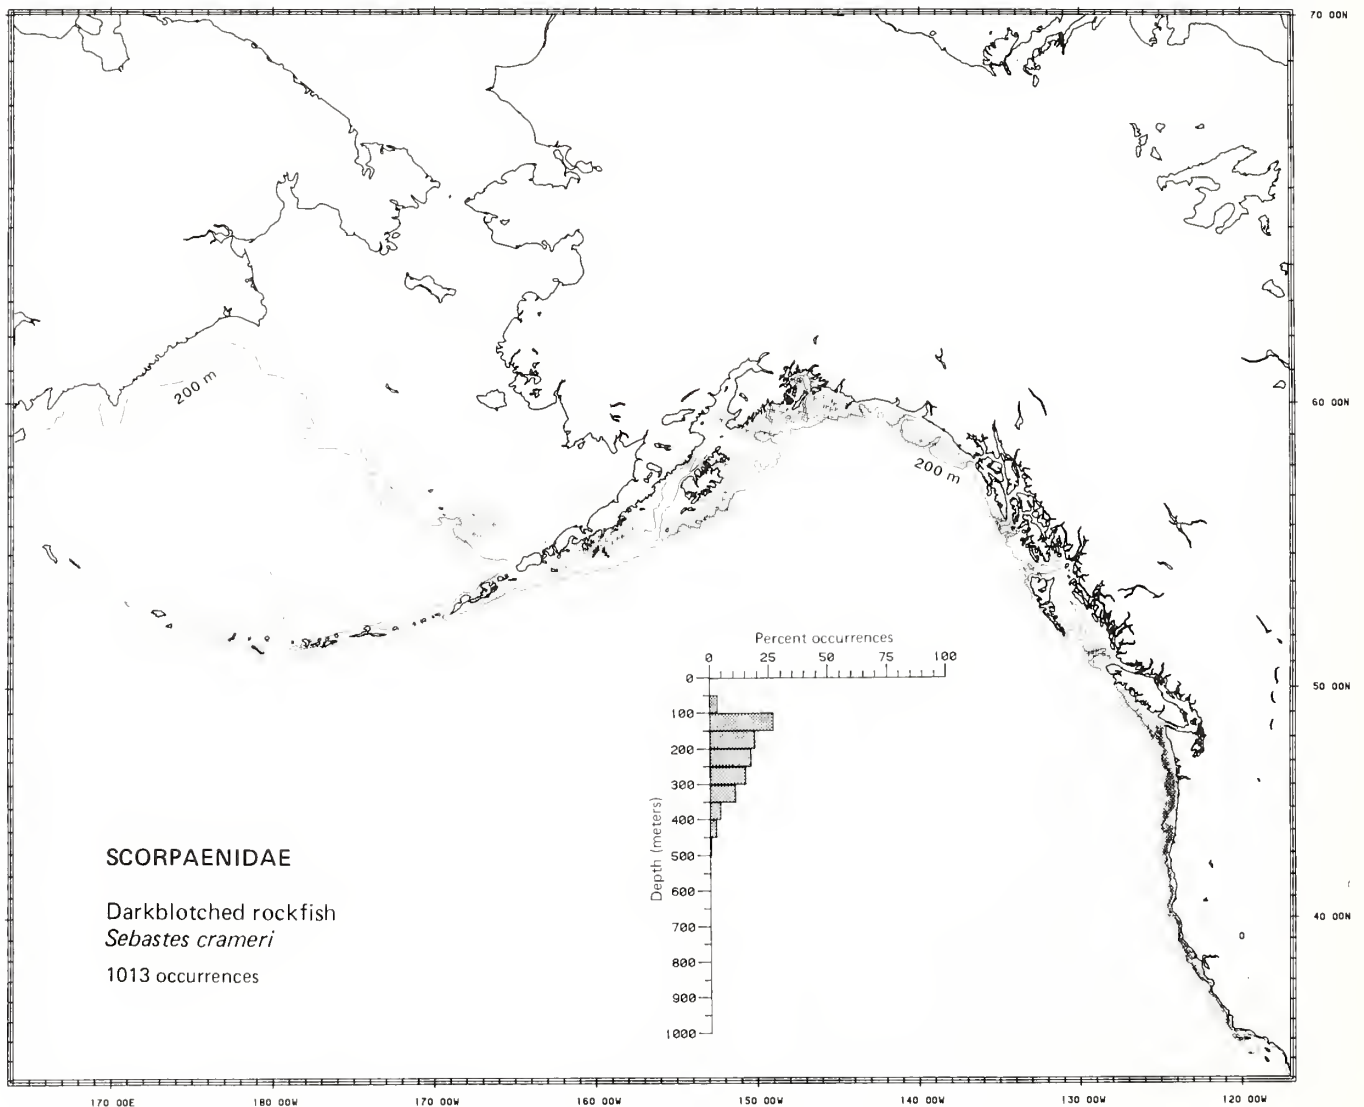 70 00N
200 m
60 00N
200 m
Percent occurrences
0 25 50 75 100
0
50 00N
100
200
300
400
Depth (meters)
500
600
700
800
900
1000
SCORPAENIDAE
Darkblotched rockfish
Sebastes crameri
1013 occurrences
40 00N
170 00E 180 00W 170 00W 160 00W 150 00W 140 00W 130 00W 120 00W